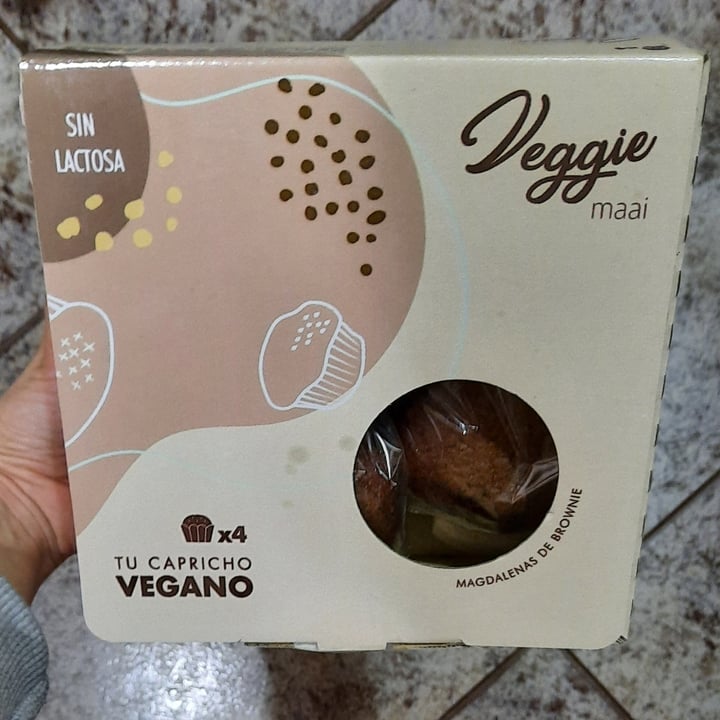 SIN
LACTOSA
Veggie
maai
x4
TU CAPRICHO
VEGANO
MAGDALENAS DE BROWNIE